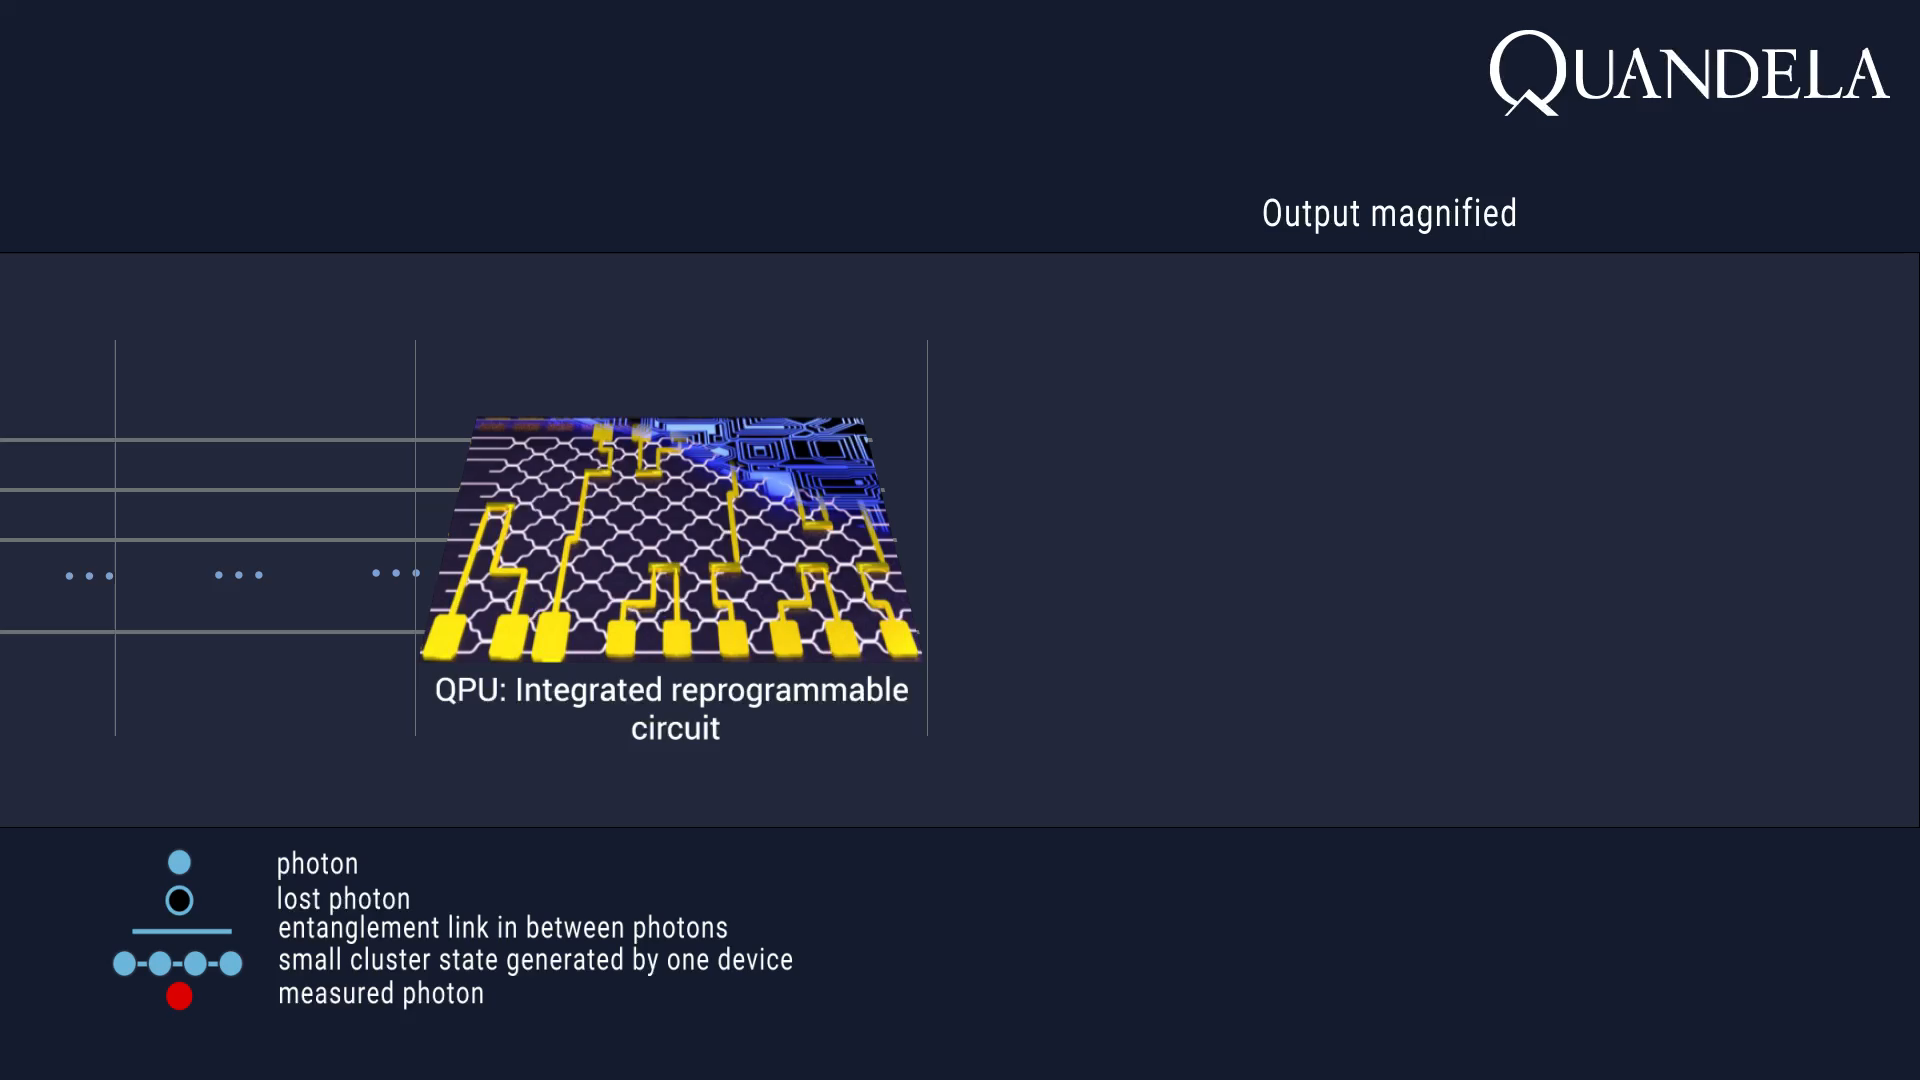 QUANDELA
Output magnified
QPU: Integrated reprogrammable
circuit
photon
lost photon
entanglement link in between photons
small cluster state generated by one device
measured photon